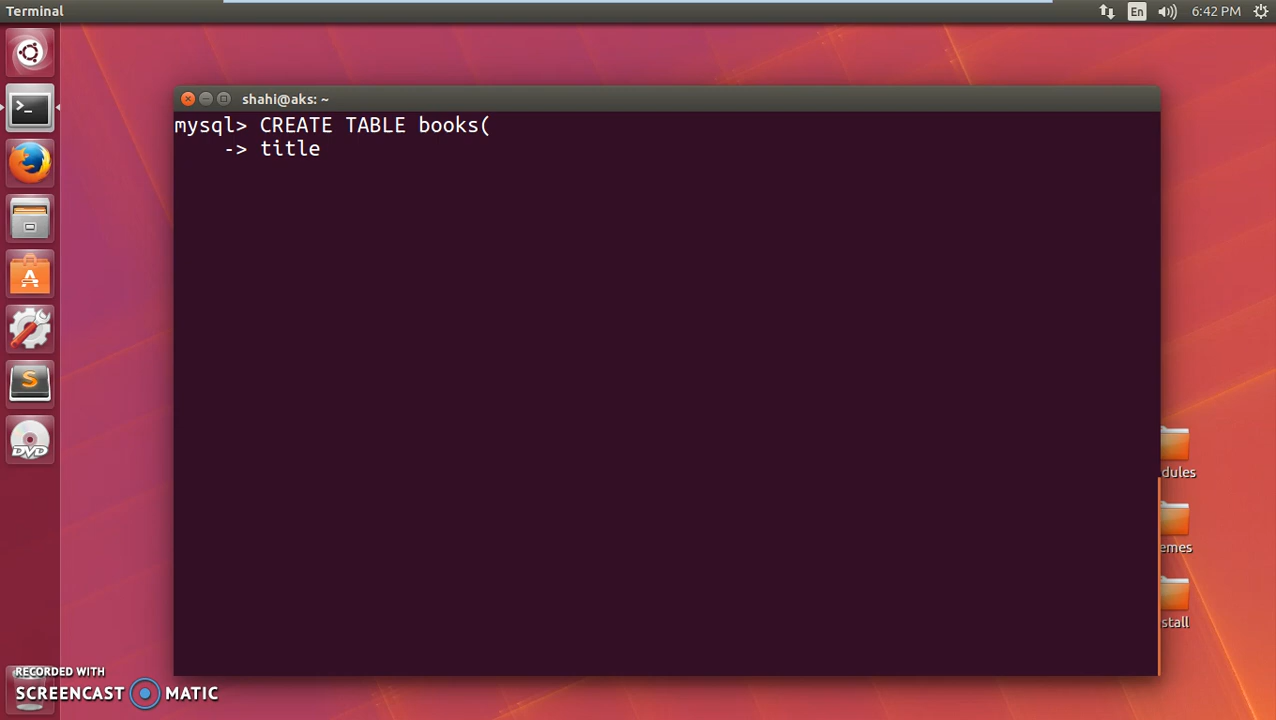 Terminal
En
6:42 PM
shahi@aks: ~
mysql> CREATE TABLE books(
-> title
dules
emes
stall
DVD
RECORDED WITH
SCREENCAST MATIC